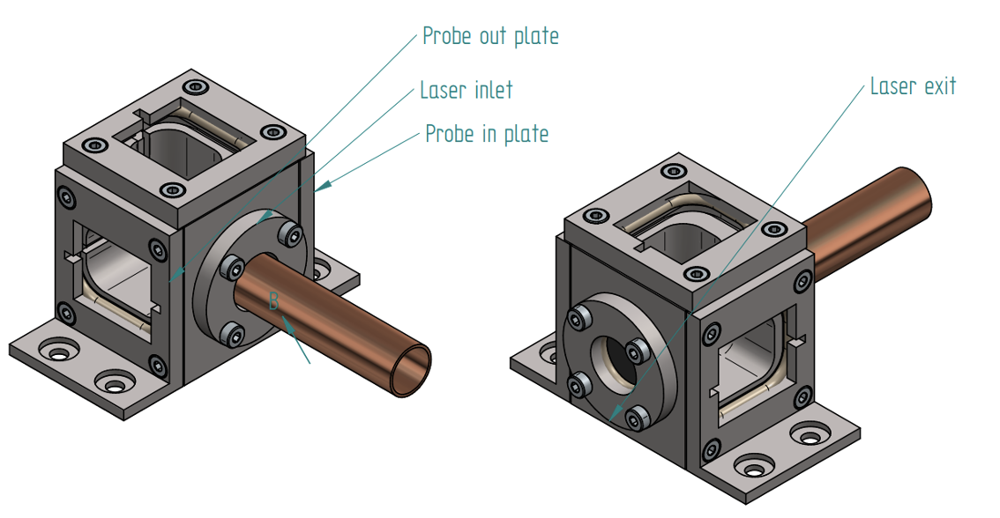 Probe out plate
Laser inlet
Probe in plate
Laser exit
B